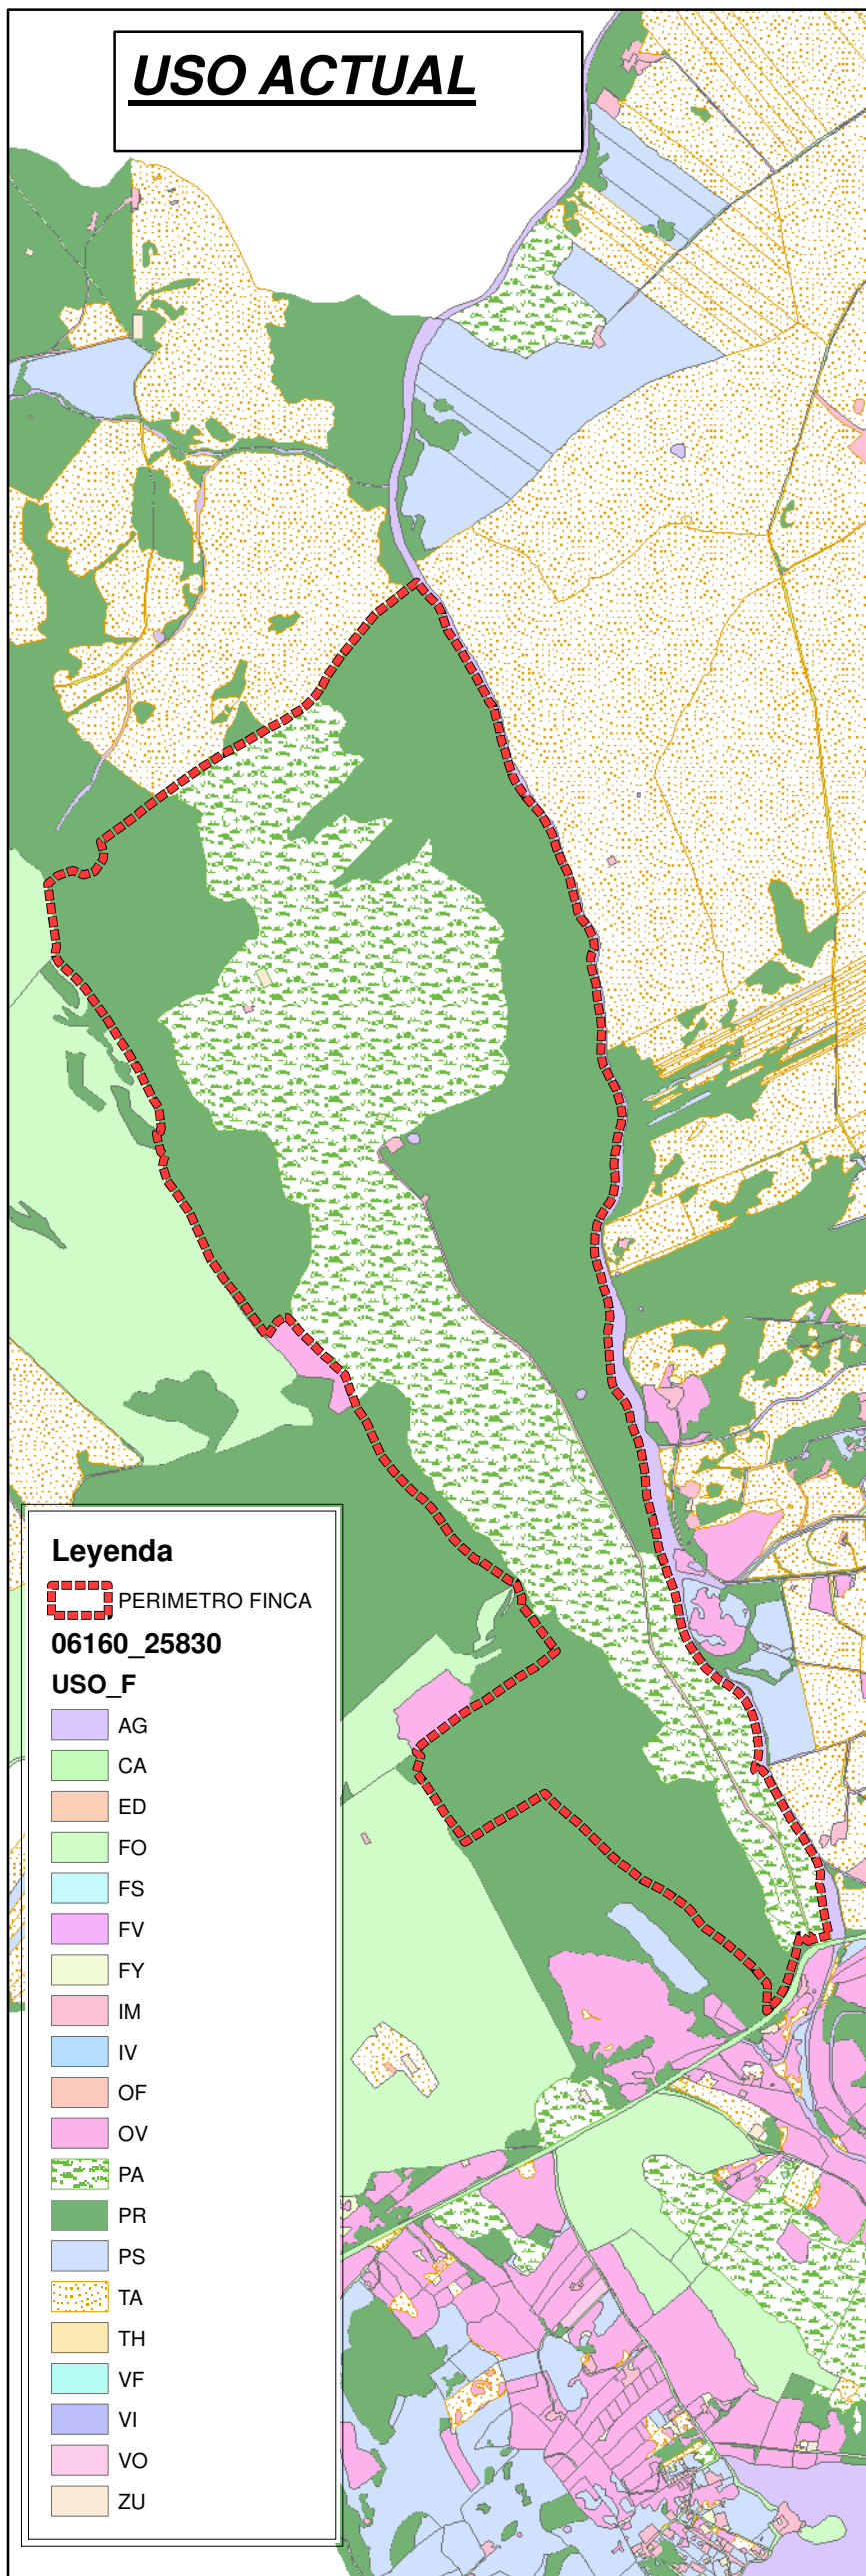 USO ACTUAL
Leyenda
PERIMETRO FINCA
06160_25830
USO_F
AG
CA
ED
FO
FS
FV
FY
IM
IV
OF
OV
PA
PR
PS
TA
TH
VF
VI
VO
ZU